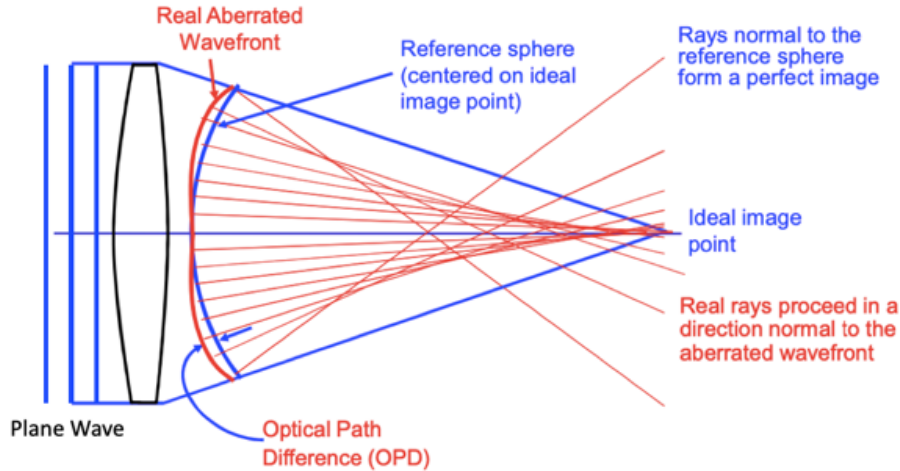 Real Aberrated
Wavefront
Reference sphere
(centered on ideal
image point)
Rays normal to the
reference sphere
form a perfect image
Ideal image
point
Real rays proceed in a
direction normal to the
aberrated wavefront
Plane Wave
Optical Path
Difference (OPD)